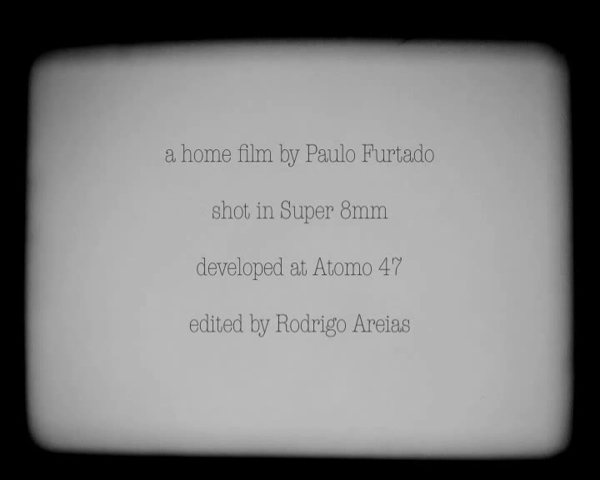 a home film by Paulo Furtado
shot in Super 8mm
developed at Atomo 47
edited by Rodrigo Areias